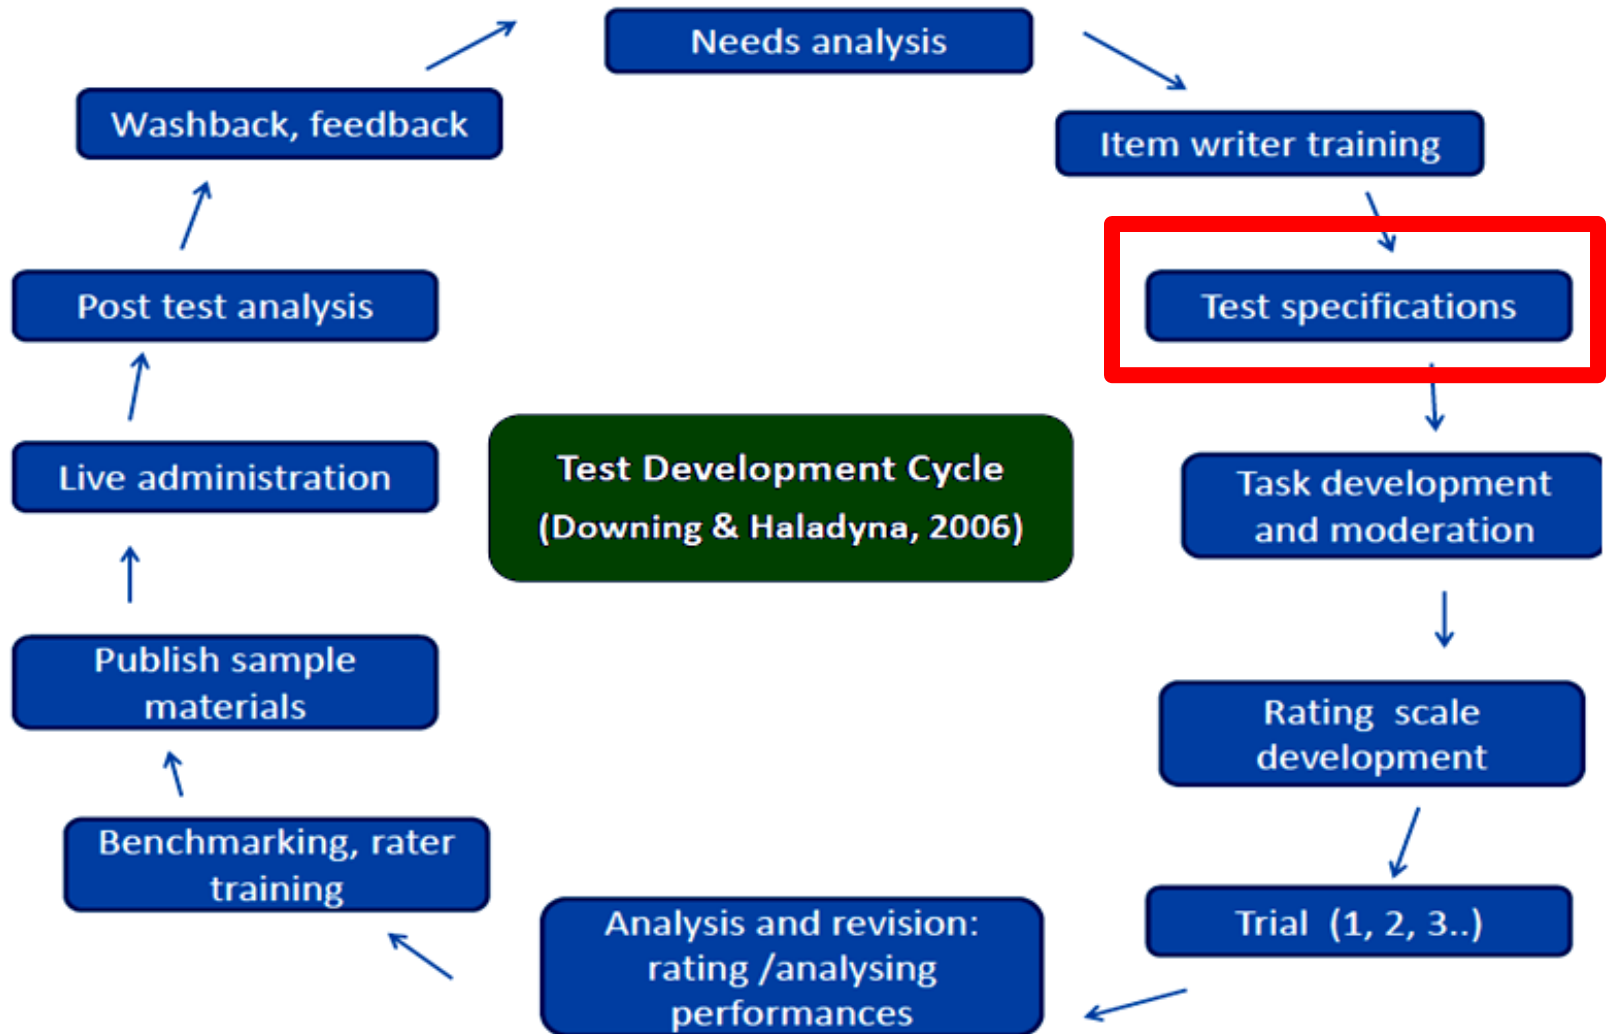 Needs analysis
Item writer training
Test specifications
Task development
and moderation
Rating scale
development
Trial (1, 2, 3..)
Analysis and revision:
rating /analysing
performances
Benchmarking, rater
training
Publish sample
materials
Live administration
Post test analysis
Washback, feedback
Test Development Cycle
(Downing & Haladyna, 2006)